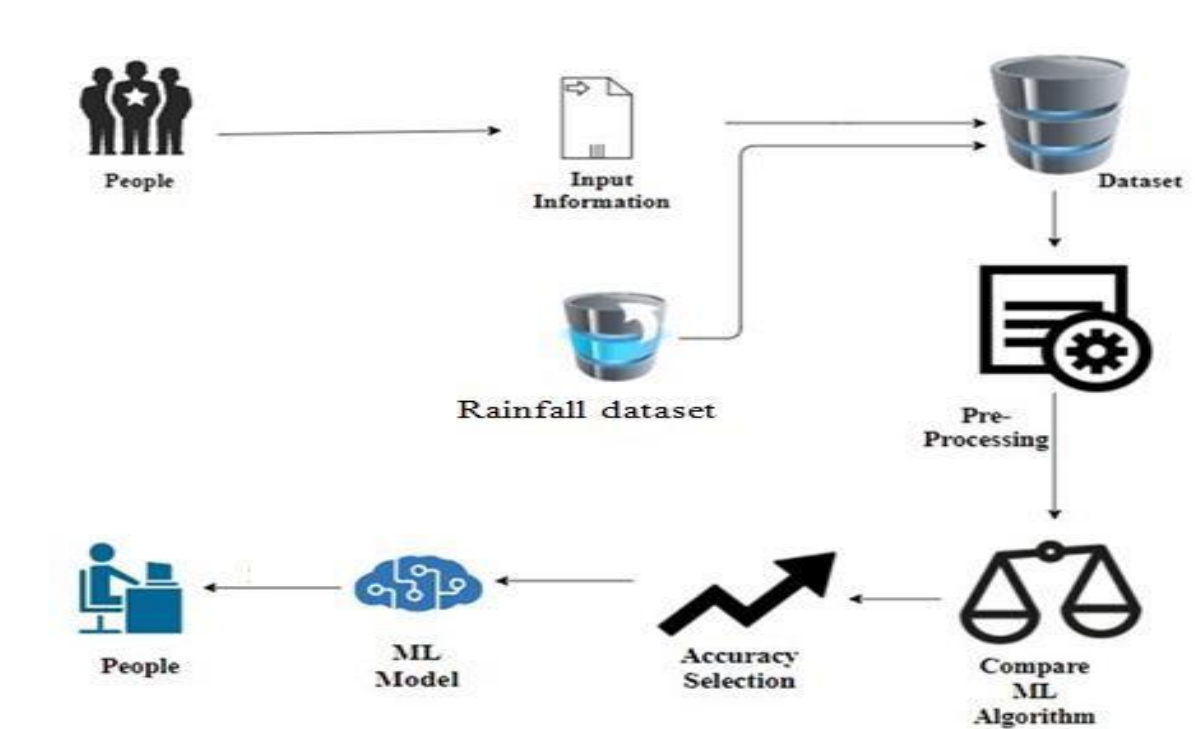 People
Input
Information
Dataset
Rainfall dataset
Pre-
Processing
Compare
ML
Algorithm
Accuracy
Selection
ML
Model
People